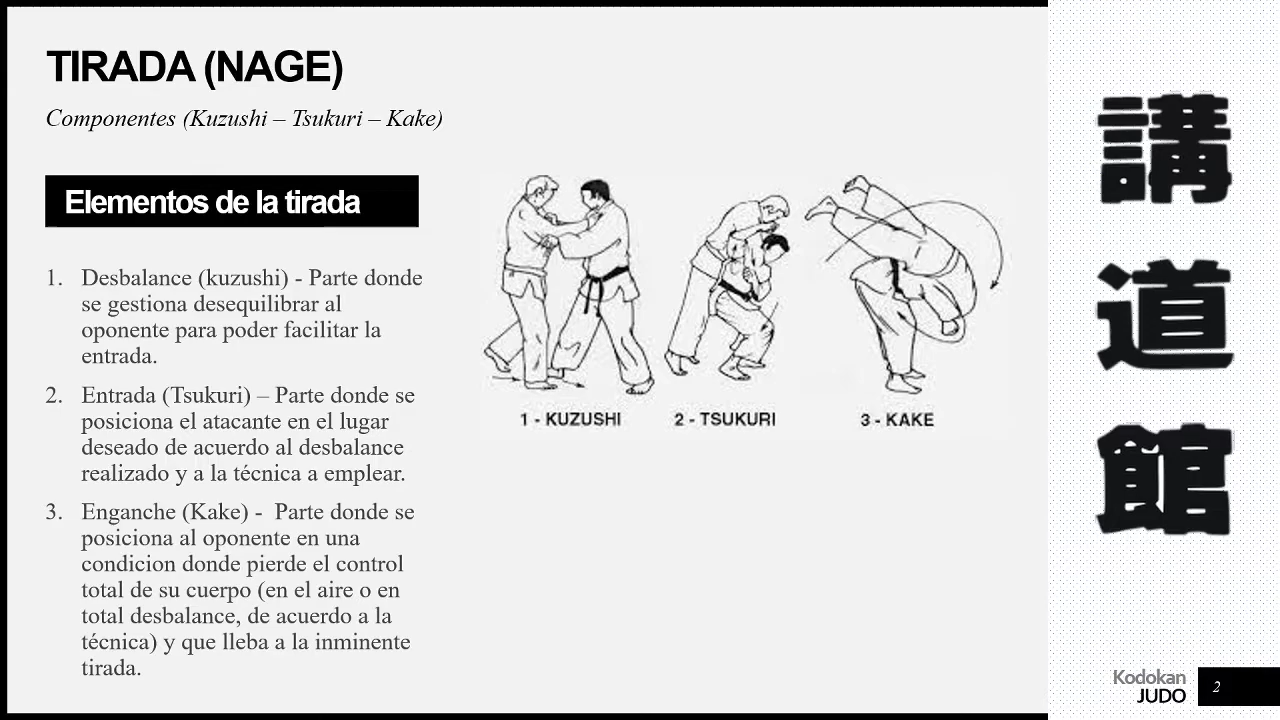 TIRADA (NAGE)
Componentes (Kuzushi – Tsukuri – Kake)
Elementos de la tirada
1. Desbalance (kuzushi) - Parte donde
se gestiona desequilibrar al
oponente para poder facilitar la
entrada.
2. Entrada (Tsukuri) – Parte donde se
posiciona el atacante en el lugar
deseado de acuerdo al desbalance
realizado y a la técnica a emplear.
3. Enganche (Kake) -  Parte donde se
posiciona al oponente en una
condicion donde pierde el control
total de su cuerpo (en el aire o en
total desbalance, de acuerdo a la
técnica) y que lleba a la inminente
tirada.
1 - KUZUSHI
2 - TSUKURI
3 - KAKE
講
道
館
Kodokan
JUDO
2